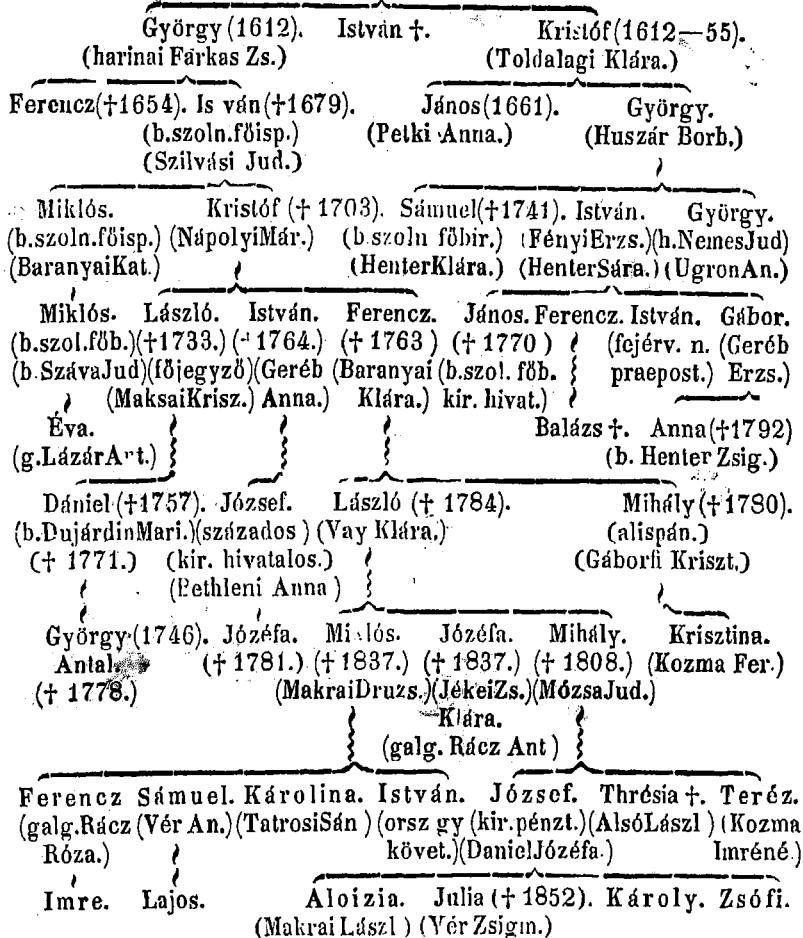 György (1612). István †. Kristóf (1612—55).
(harinai Farkas Zs.) (Toldalagi Klára.)
Ferencz(†1654). Is ván(†1679). János(1661). György.
(b.szoln.főisp.) (Petki Anna.) (Huszár Borb.)
(Szilvási Jud.)
Miklós. Kristóf († 1703). Sámuel(†1741). István. György.
(b.szoln.főisp.) (NápolyiMár.) (b szoln főbir.) (FényiErzs.)(h.NemesJud)
(BaranyaiKat.) (HenterKlára.) (HenterSára.) (UgronAn.)
Miklós. László. István. Ferencz. János. Ferencz. István. Gábor.
(b.szol.főb.)(†1733.) († 1764.) († 1763 ) († 1770 ) (fejérv. n. (Geréb
(b.SzávaJud)(főjegyző)(Geréb (Baranyai (b.szol. főb. praepost.) Erzs.)
(MaksaiKrisz.) Anna.) Klára.) kir. hivat.)
Éva. Balázs †. Anna(†1792)
(g.LázárAnt.) (b. Henter Zsig.)
Dániel (†1757). József. László († 1784). Mihály(†1780).
(b.DujárdinMari.)(százados ) (Vay Klára.) (alispán.)
(† 1771.) (kir. hivatalos.) (Gáborfi Kriszt.)
(Bethleni Anna )
György (1746). Józéfa. Mi lós. Józéfa. Mihály. Krisztina.
Antal. († 1781.) († 1837.) († 1837.) († 1808.) (Kozma Fer.)
(† 1778.) (MakraiDruzs.)(JékeiZs.)(MózsaJud.)
Klára.
(galg. Rácz Ant )
Ferencz Sámuel. Károlina. István. József. Thrésia †. Teréz.
(galg.Rácz (Vér An.) (TatrosiSán ) (orsz gy (kir.pénzt.)(AlsóLászl ) (Kozma
Róza.) követ.)(DanielJózéfa.) Imréné.)
Imre. Lajos. Aloizia. Julia († 1852). Károly. Zsófi.
(Makrai Lászl ) (Vér Zsigm.)